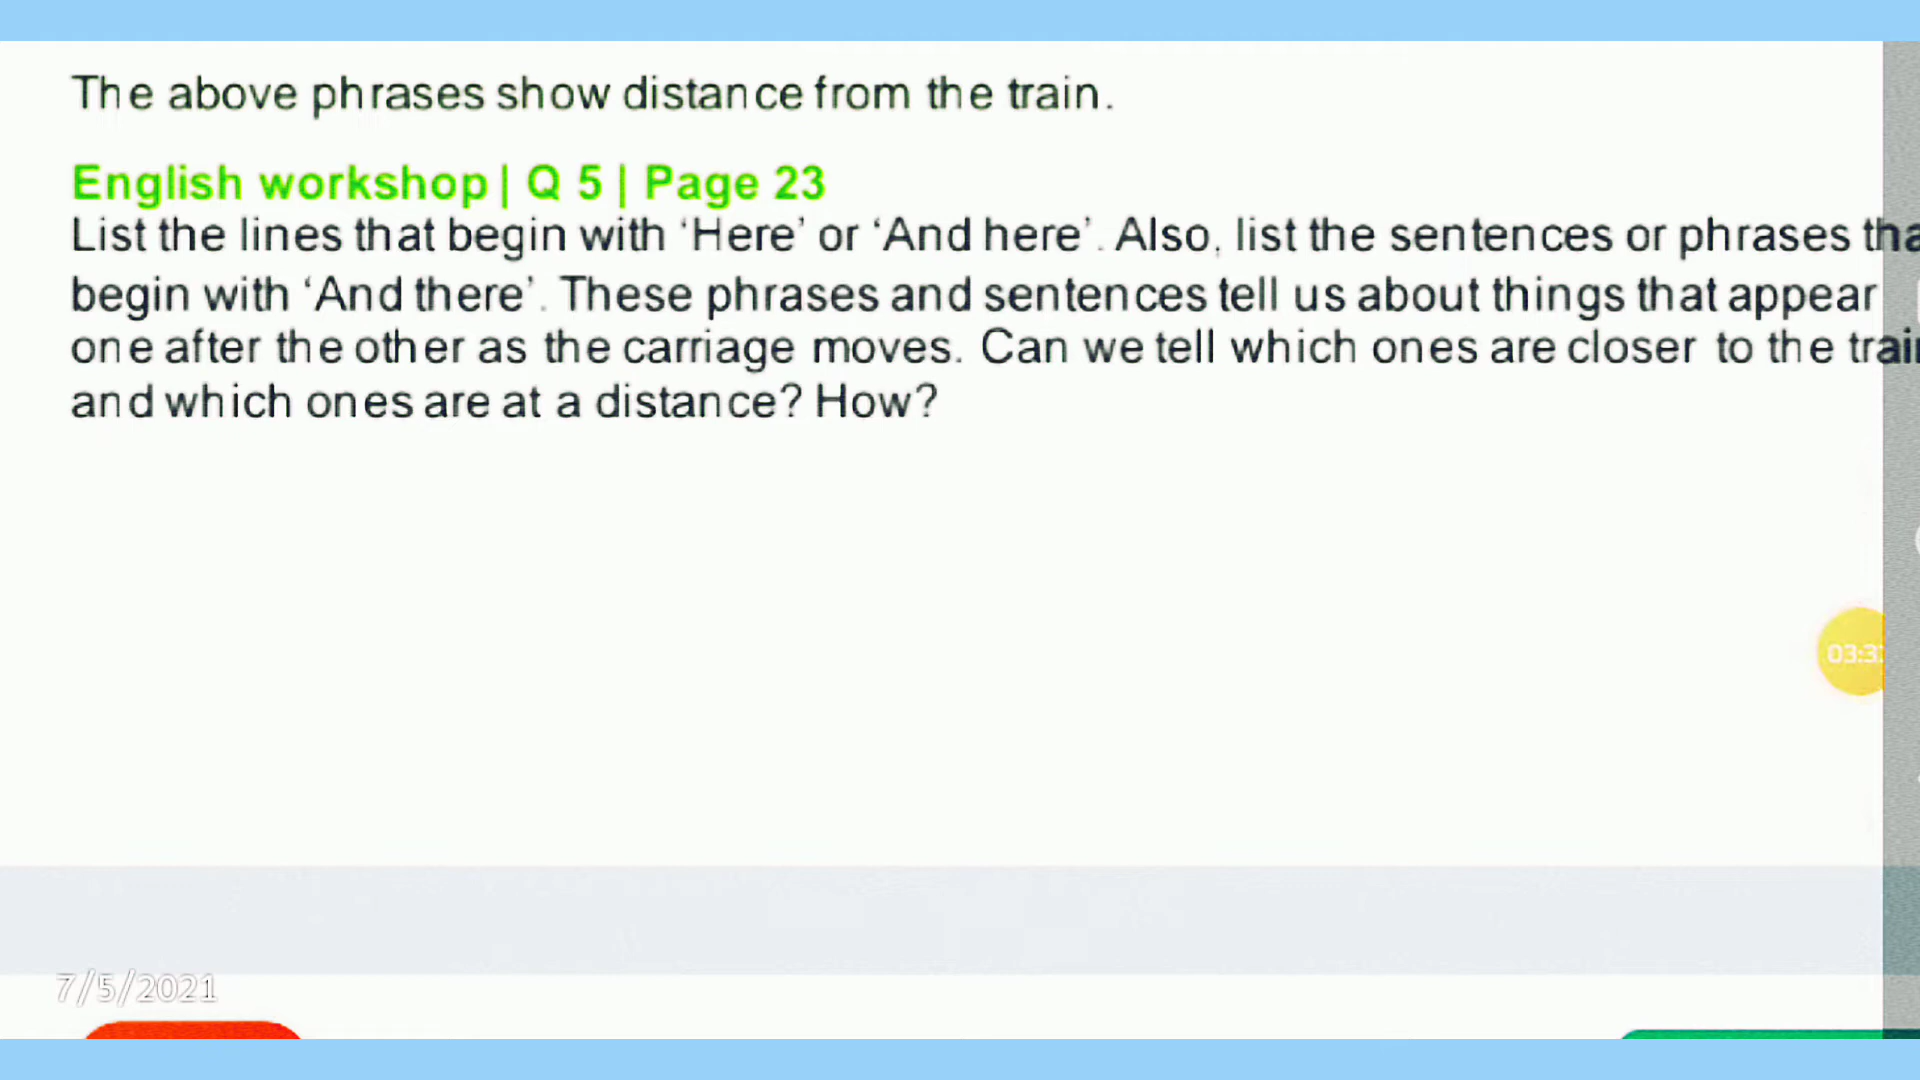 The above phrases show distance from the train.
English workshop | Q 5 | Page 23
List the lines that begin with ‘Here’ or ‘And here’. Also, list the sentences or phrases tha
begin with ‘And there’. These phrases and sentences tell us about things that appear
one after the other as the carriage moves. Can we tell which ones are closer to the trai
and which ones are at a distance? How?
03:3
7/5/2021